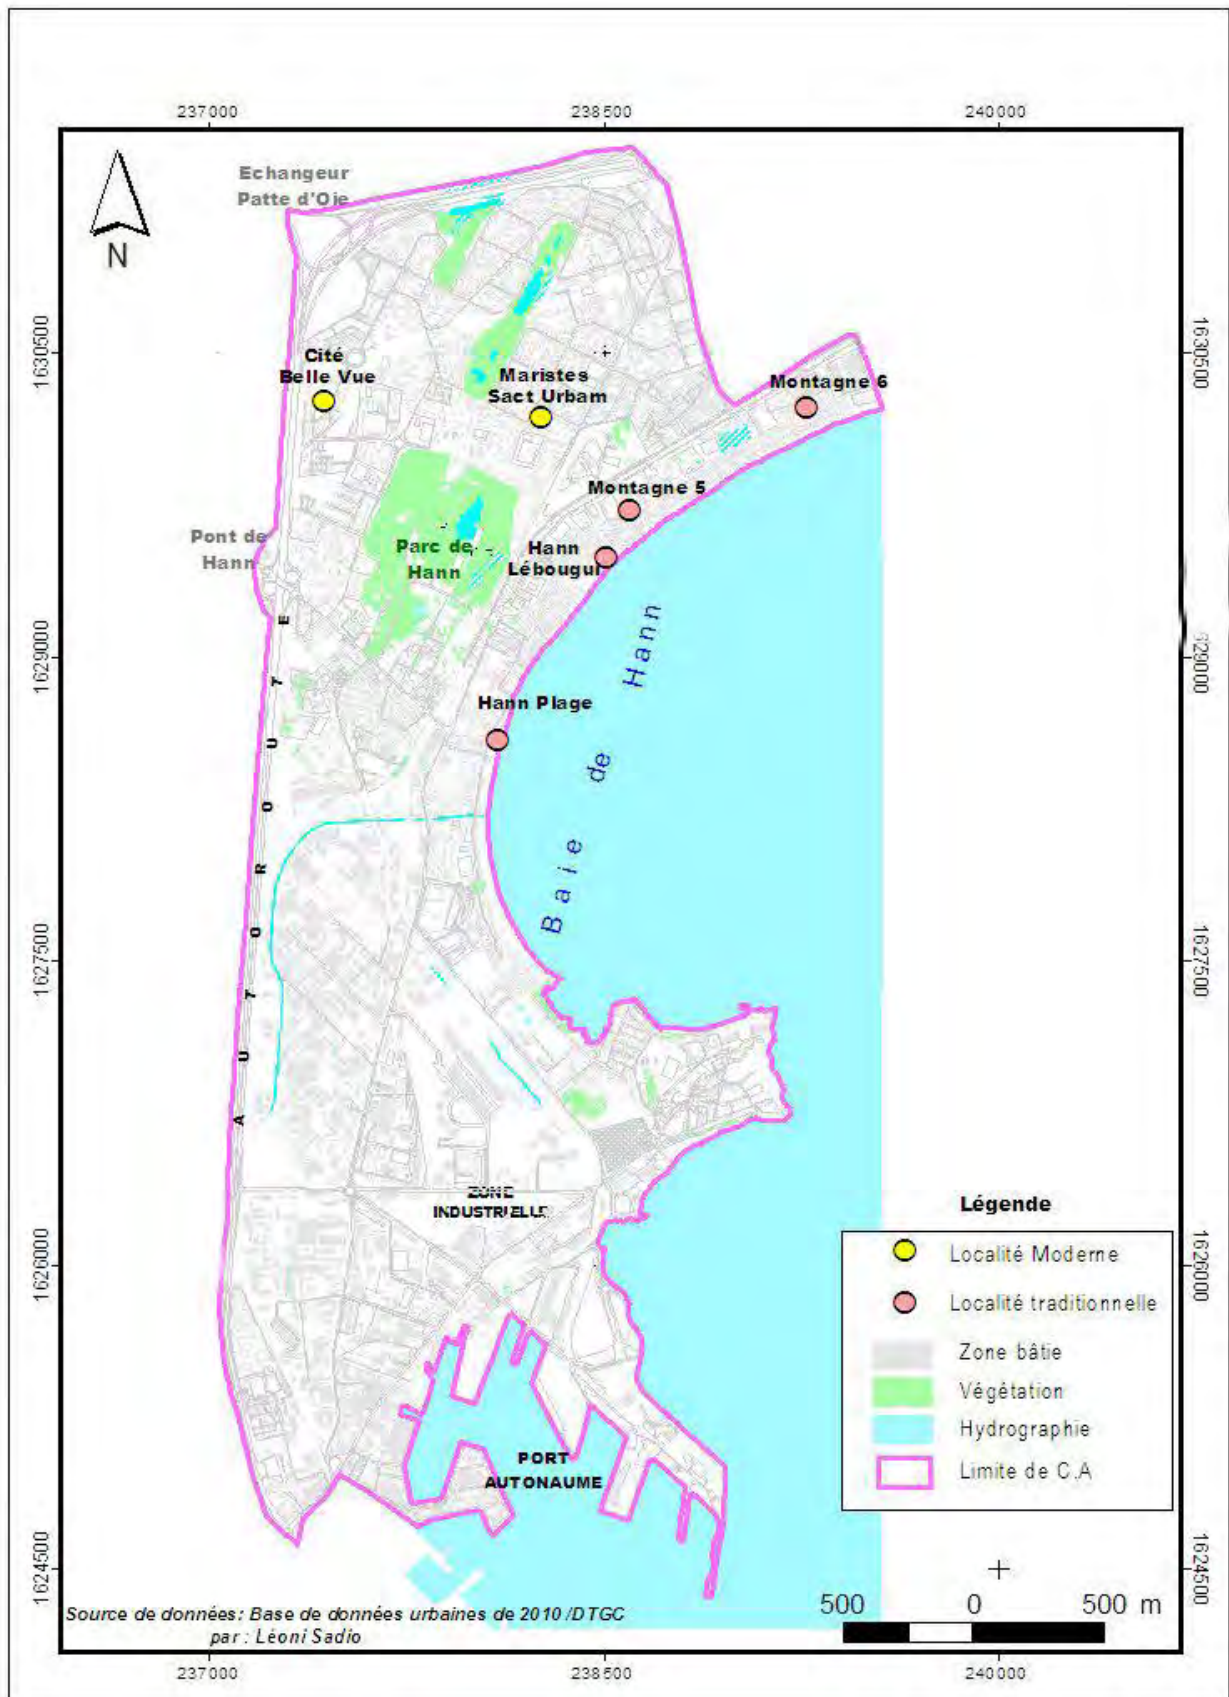 237000 238500 240000
Echangeur
Patte d'Oie
N
1630500
1630500
Cité
Belle Vue
Maristes
Sact Urbam
Montagne 6
Montagne 5
Pont de
Hann
Parc de
Hann
Hann
Lébougui
1629000
629000
Hann Plage
Baie de Hann
AUTOROUTE
1627500
1627500
ZONE
INDUSTRIELLE
1626000
1626000
Légende
Localité Moderne
Localité traditionnelle
Zone bâtie
Végétation
Hydrographie
Limite de C.A
PORT
AUTONAUME
1624500
1624500
500 0 500 m
Source de données: Base de données urbaines de 2010 /DTGC
par : Léoni Sadio
237000 238500 240000